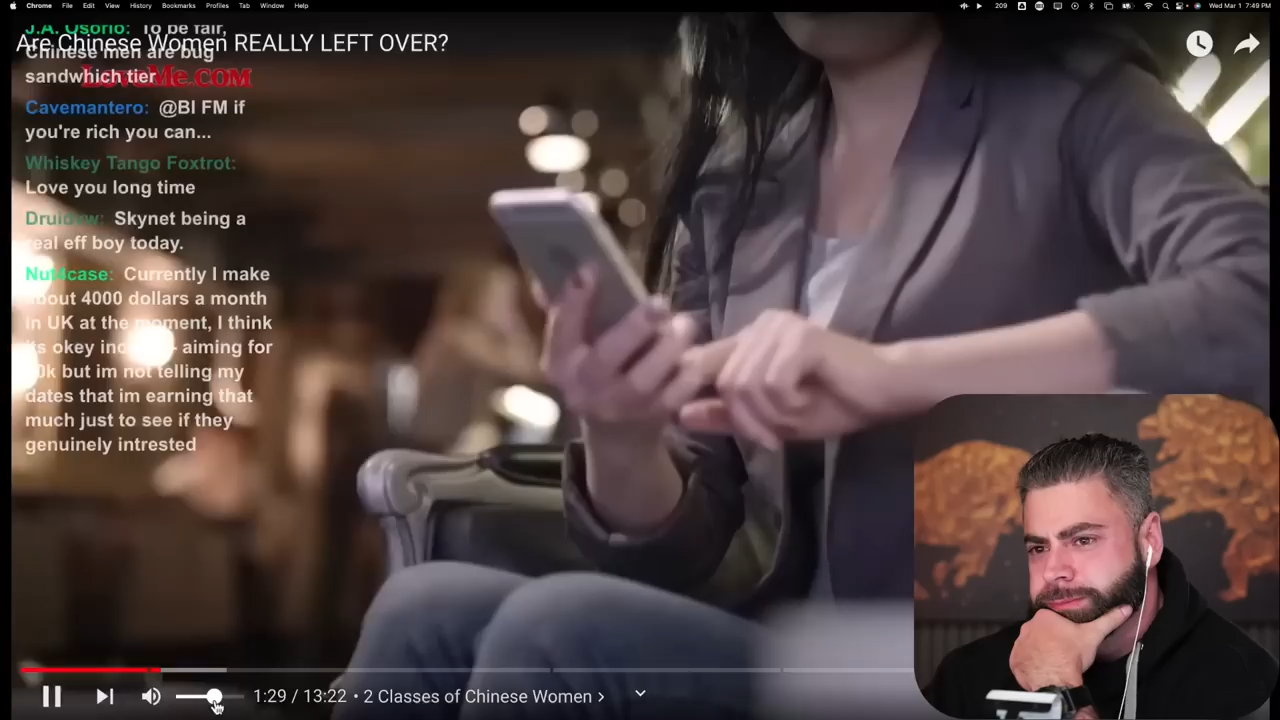 Chrome File Edit View History Bookmarks Profiles Tab Window Help 209 Wed Mar 1 7:49 PM
J.A. Osorio: To be fair,
Are Chinese Women REALLY LEFT OVER?
Chinese men are bug
sandwhich tier
LoveMe.COM
Cavemantero: @BI FM if
you're rich you can...
Whiskey Tango Foxtrot:
Love you long time
Skynet being a
real eff boy today.
Nut4case: Currently I make
about 4000 dollars a month
in UK at the moment, I think
its okey - aiming for
but im not telling my
dates that im earning that
much just to see if they
genuinely intrested
1:29 / 13:22 • 2 Classes of Chinese Women >